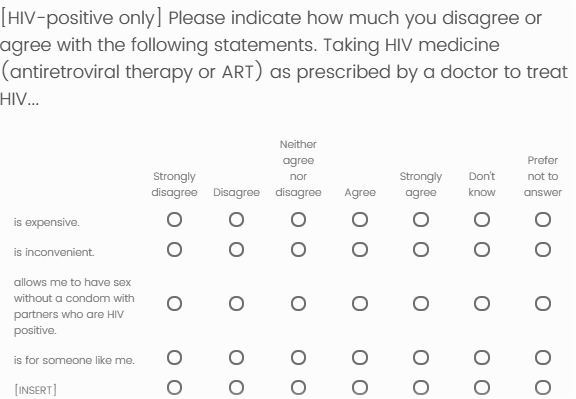 [HIV-positive only] Please indicate how much you disagree or
agree with the following statements. Taking HIV medicine
(antiretroviral therapy or ART) as prescribed by a doctor to treat
HIV...
Strongly disagree
Disagree
Neither agree nor disagree
Agree
Strongly agree
Don't know
Prefer not to answer
is expensive.
is inconvenient.
allows me to have sex
without a condom with
partners who are HIV
positive.
is for someone like me.
[INSERT]